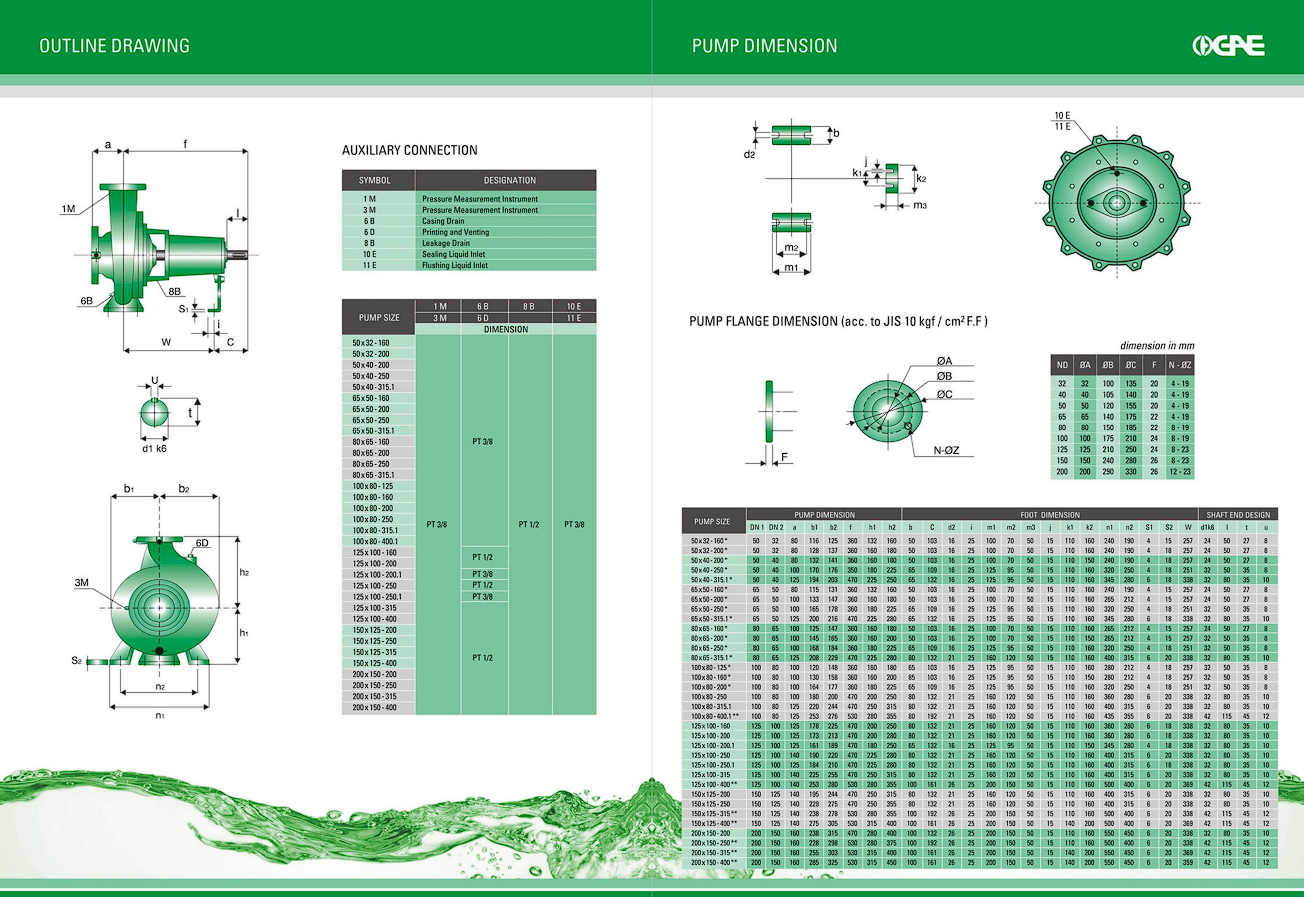 OUTLINE DRAWING
a
f
1M
l
6B
8B
S1
i
W
C
U
t
d1 k6
b1
b2
6D
3M
h2
h1
S2
n2
n1
AUXILIARY CONNECTION
SYMBOL DESIGNATION
1 M Pressure Measurement Instrument
3 M Pressure Measurement Instrument
6 B Casing Drain
6 D Printing and Venting
8 B Leakage Drain
10 E Sealing Liquid Inlet
11 E Flushing Liquid Inlet
PUMP SIZE
1 M 6 B 8 B 10 E
3 M 6 D 11 E
DIMENSION
50 x 32 - 160
50 x 32 - 200
50 x 40 - 200
50 x 40 - 250
50 x 40 - 315.1
65 x 50 - 160
65 x 50 - 200
65 x 50 - 250
65 x 50 - 315.1
80 x 65 - 160 PT 3/8
80 x 65 - 200
80 x 65 - 250
80 x 65 - 315.1
100 x 80 - 125
100 x 80 - 160
100 x 80 - 200
100 x 80 - 250 PT 3/8 PT 1/2 PT 3/8
100 x 80 - 315.1
100 x 80 - 400.1
125 x 100 - 160 PT 1/2
125 x 100 - 200
125 x 100 - 200.1 PT 3/8
125 x 100 - 250 PT 1/2
125 x 100 - 250.1 PT 3/8
125 x 100 - 315
125 x 100 - 400
150 x 125 - 200
150 x 125 - 250
150 x 125 - 315 PT 1/2
150 x 125 - 400
200 x 150 - 200
200 x 150 - 250
200 x 150 - 315
200 x 150 - 400
PUMP DIMENSION
GAE
d2
b
j
k1
k2
m3
m2
m1
10 E
11 E
PUMP FLANGE DIMENSION (acc. to JIS 10 kgf / cm² F.F )
ØA
ØB
ØC
N-ØZ
F
dimension in mm
ND ØA ØB ØC F N - ØZ
32 32 100 135 20 4 - 19
40 40 105 140 20 4 - 19
50 50 120 155 20 4 - 19
65 65 140 175 22 4 - 19
80 80 150 185 22 8 - 19
100 100 175 210 24 8 - 19
125 125 210 250 24 8 - 23
150 150 240 280 26 8 - 23
200 200 290 330 26 12 - 23
PUMP SIZE PUMP DIMENSION FOOT DIMENSION SHAFT END DESIGN
DN 1 DN 2 a b1 b2 f h1 h2 b C d2 i m1 m2 m3 j k1 k2 n1 n2 S1 S2 W d1k6 l t u
50 x 32 - 160 * 50 32 80 116 125 360 132 160 50 103 16 25 100 70 50 15 110 160 240 190 4 15 257 24 50 27 8
50 x 32 - 200 * 50 32 80 128 137 360 160 180 50 103 16 25 100 70 50 15 110 160 240 190 4 18 257 24 50 27 8
50 x 40 - 200 * 50 40 80 132 141 360 160 180 50 103 16 25 100 70 50 15 110 150 240 190 4 18 257 24 50 27 8
50 x 40 - 250 * 50 40 100 170 176 350 180 225 65 109 16 25 125 95 50 15 110 160 320 250 4 18 251 32 50 35 8
50 x 40 - 315.1 * 50 40 125 194 203 470 225 250 65 132 16 25 125 95 50 15 110 160 345 280 6 18 338 32 80 35 10
65 x 50 - 160 * 65 50 80 115 131 360 132 160 50 103 16 25 100 70 50 15 110 160 240 190 4 15 257 24 50 27 8
65 x 50 - 200 * 65 50 100 133 147 360 160 180 50 103 16 25 100 70 50 15 110 160 265 212 4 15 257 24 50 27 8
65 x 50 - 250 * 65 50 100 165 178 360 180 225 65 109 16 25 125 95 50 15 110 160 320 250 4 18 251 32 50 35 8
65 x 50 - 315.1 * 65 50 125 200 216 470 225 280 65 132 16 25 125 95 50 15 110 160 345 280 6 18 338 32 80 35 10
80 x 65 - 160 * 80 65 100 125 147 360 160 180 50 103 16 25 100 70 50 15 110 160 265 212 4 15 257 24 50 27 8
80 x 65 - 200 * 80 65 100 145 165 360 160 200 50 103 16 25 100 70 50 15 110 150 265 212 4 15 257 24 50 27 8
80 x 65 - 250 * 80 65 100 168 184 360 180 225 65 109 16 25 125 95 50 15 110 160 320 250 4 18 251 32 50 35 8
80 x 65 - 315.1 * 80 65 125 208 229 470 225 280 80 132 21 25 160 120 50 15 110 160 400 315 6 20 338 32 80 35 10
100 x 80 - 125 * 100 80 100 120 148 360 160 180 65 103 16 25 125 95 50 15 110 160 280 212 4 18 257 32 50 35 8
100 x 80 - 160 * 100 80 100 130 158 360 160 200 65 103 16 25 125 95 50 15 110 150 280 212 4 18 257 32 50 35 8
100 x 80 - 200 * 100 80 100 164 177 360 180 225 65 109 16 25 125 95 50 15 110 160 320 250 4 18 251 32 50 35 8
100 x 80 - 250 100 80 100 180 200 470 200 250 80 132 21 25 160 120 50 15 110 160 360 280 6 20 338 32 80 35 10
100 x 80 - 315.1 100 80 125 220 244 470 250 315 80 132 21 25 160 120 50 15 110 160 400 315 6 20 338 32 80 35 10
100 x 80 - 400.1 ** 100 80 125 253 276 530 280 355 80 192 21 25 160 120 50 15 110 160 435 355 6 20 338 42 115 45 12
125 x 100 - 160 125 100 125 178 225 470 200 280 80 132 21 25 160 120 50 15 110 160 360 280 6 18 338 32 80 35 10
125 x 100 - 200 125 100 125 173 213 470 200 280 80 132 21 25 160 120 50 15 110 160 360 280 6 18 338 32 80 35 10
125 x 100 - 200.1 125 100 125 161 189 470 180 250 65 132 16 25 125 95 50 15 110 150 345 280 4 18 338 32 80 35 10
125 x 100 - 250 125 100 140 190 220 470 225 280 80 132 21 25 160 120 50 15 110 160 400 315 6 20 338 32 80 35 10
125 x 100 - 250.1 125 100 125 184 210 470 225 280 80 132 21 25 160 120 50 15 110 160 400 315 6 18 338 32 80 35 10
125 x 100 - 315 125 100 140 225 255 470 250 315 80 132 21 25 160 120 50 15 110 160 400 315 6 20 338 32 80 35 10
125 x 100 - 400 ** 125 100 140 253 280 530 280 355 100 161 26 25 200 150 50 15 110 160 500 400 6 20 369 42 115 45 12
150 x 125 - 200 150 125 140 195 244 470 250 315 80 132 21 25 160 120 50 15 110 160 400 315 6 20 338 32 80 35 10
150 x 125 - 250 150 125 140 229 275 470 250 355 80 132 21 25 160 120 50 15 110 160 400 315 6 20 338 32 80 35 10
150 x 125 - 315 ** 150 125 140 238 278 530 280 355 100 192 26 25 200 150 50 15 110 160 500 400 6 20 338 42 115 45 12
150 x 125 - 400 ** 150 125 140 275 305 530 315 400 100 161 26 25 200 150 50 15 140 200 500 400 6 20 359 42 115 45 12
200 x 150 - 200 200 150 160 238 315 470 280 400 100 132 26 25 200 150 50 15 110 160 550 450 6 20 338 32 80 35 10
200 x 150 - 250 ** 200 150 160 228 298 530 280 375 100 192 26 25 200 150 50 15 110 160 500 400 6 20 338 42 115 45 12
200 x 150 - 315 ** 200 150 160 255 303 530 315 400 100 161 26 25 200 150 50 15 140 200 550 450 6 20 369 42 115 45 12
200 x 150 - 400 ** 200 150 160 285 325 530 315 450 100 161 26 25 200 150 50 15 140 200 550 450 6 20 359 42 115 45 12